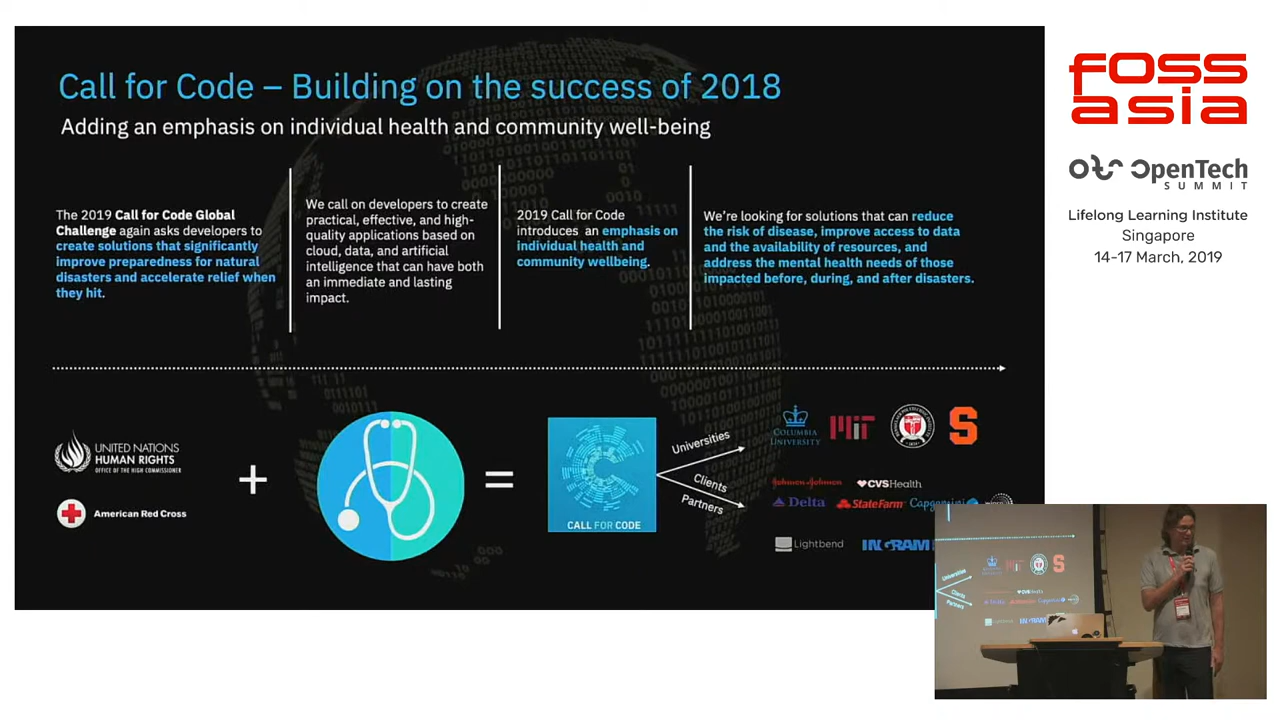 Call for Code – Building on the success of 2018
Adding an emphasis on individual health and community well-being
The 2019 Call for Code Global
Challenge again asks developers to
create solutions that significantly
improve preparedness for natural
disasters and accelerate relief when
they hit.
We call on developers to create
practical, effective, and high-
quality applications based on
cloud, data, and artificial
intelligence that can have both
an immediate and lasting
impact.
2019 Call for Code
introduces an emphasis on
individual health and
community wellbeing.
We’re looking for solutions that can reduce
the risk of disease, improve access to data
and the availability of resources, and
address the mental health needs of those
impacted before, during, and after disasters.
UNITED NATIONS
HUMAN RIGHTS
OFFICE OF THE HIGH COMMISSIONER
American Red Cross
+
=
CALL FOR CODE
Universities
Clients
Partners
COLUMBIA
UNIVERSITY
MIT
S
Johnson & Johnson
CVSHealth
Delta
StateFarm
Capgemini
Lightbend
INGRAM
FOSS
ASIA
OpenTech
SUMMIT
Lifelong Learning Institute
Singapore
14-17 March, 2019
Universities
Clients
Partners
S